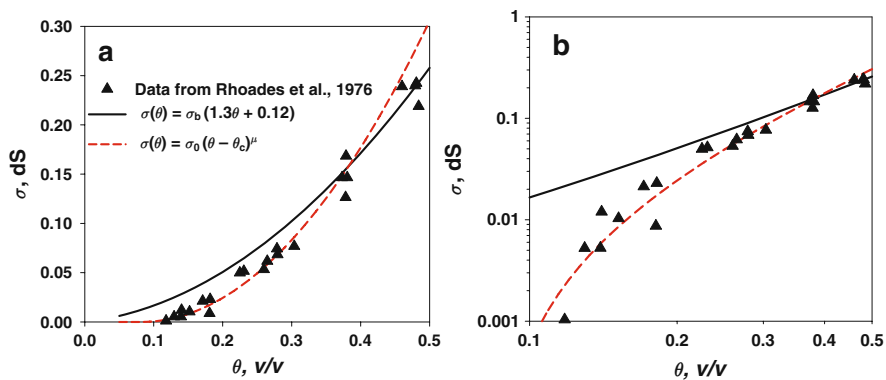 a
Data from Rhoades et al., 1976
σ(θ) = σb (1.3θ + 0.12)
σ(θ) = σ0 (θ − θc)^μ
σ, dS
0.30
0.25
0.20
0.15
0.10
0.05
0.00
0.0 0.1 0.2 0.3 0.4 0.5
θ, v/v
b
σ, dS
1
0.1
0.01
0.001
0.1 0.2 0.3 0.4 0.5
θ, v/v